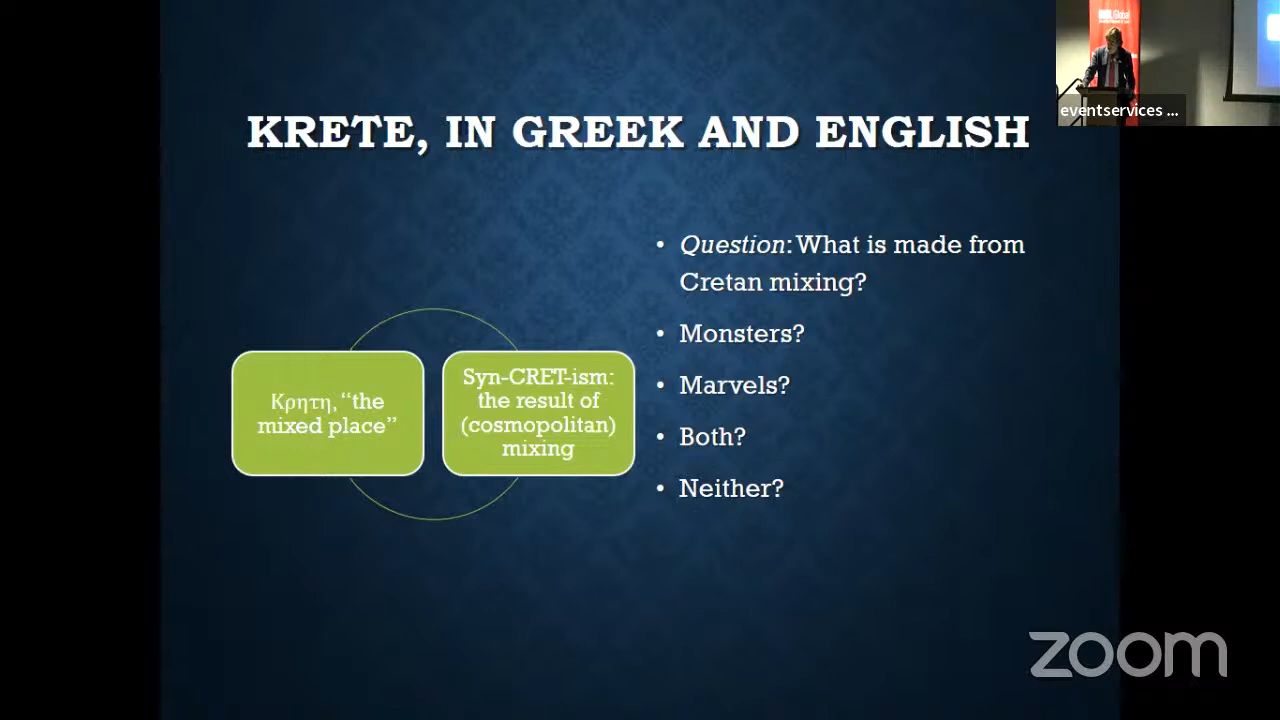 KRETE, IN GREEK AND ENGLISH
Κρητη, “the
mixed place”
Syn-CRET-ism:
the result of
(cosmopolitan)
mixing
• Question: What is made from
Cretan mixing?
• Monsters?
• Marvels?
• Both?
• Neither?
Global
eventservices ...
zoom